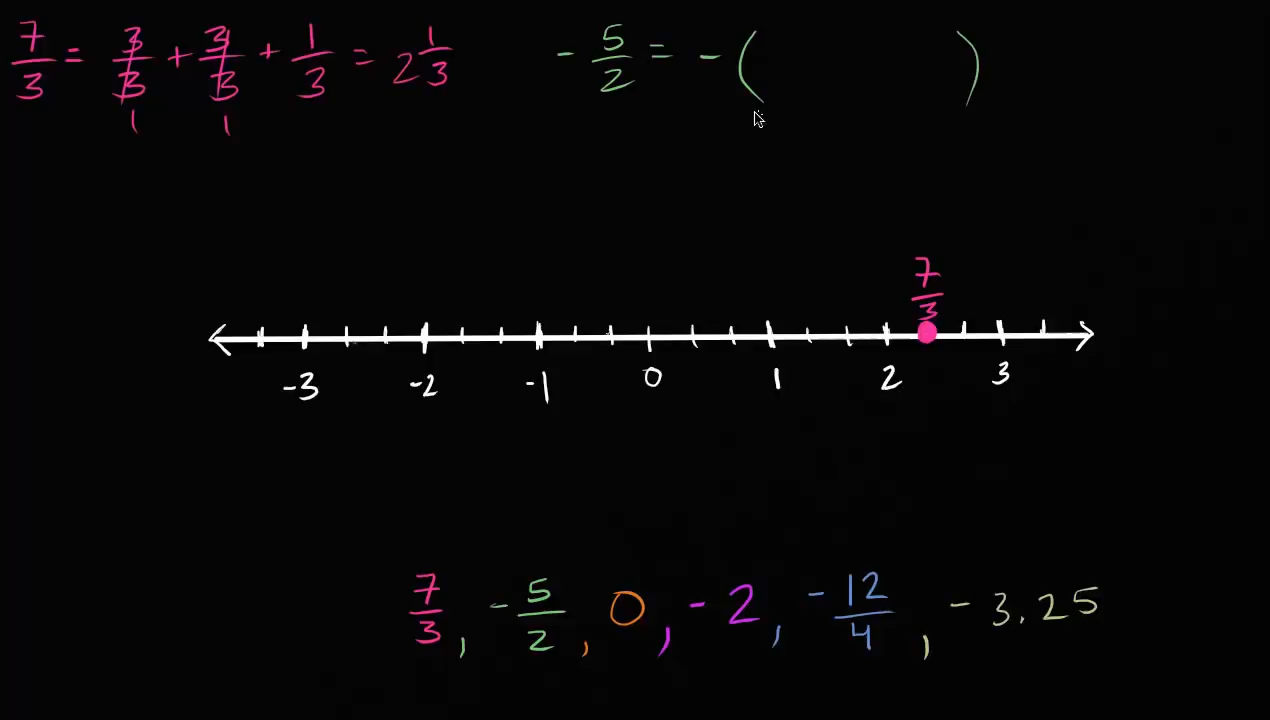 7/3 = 3/3 + 3/3 + 1/3 = 2 1/3 - 5/2 = - ( )
1 1
7/3
-3 -2 -1 0 1 2 3
7/3, - 5/2, 0, - 2, - 12/4, - 3.25